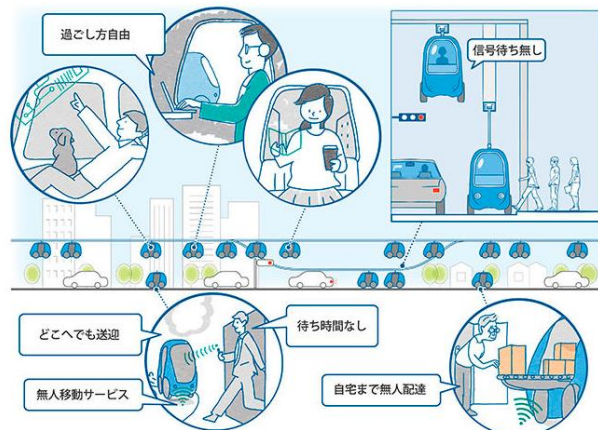 過ごし方自由
信号待ち無し
どこへでも送迎
待ち時間なし
無人移動サービス
自宅まで無人配達